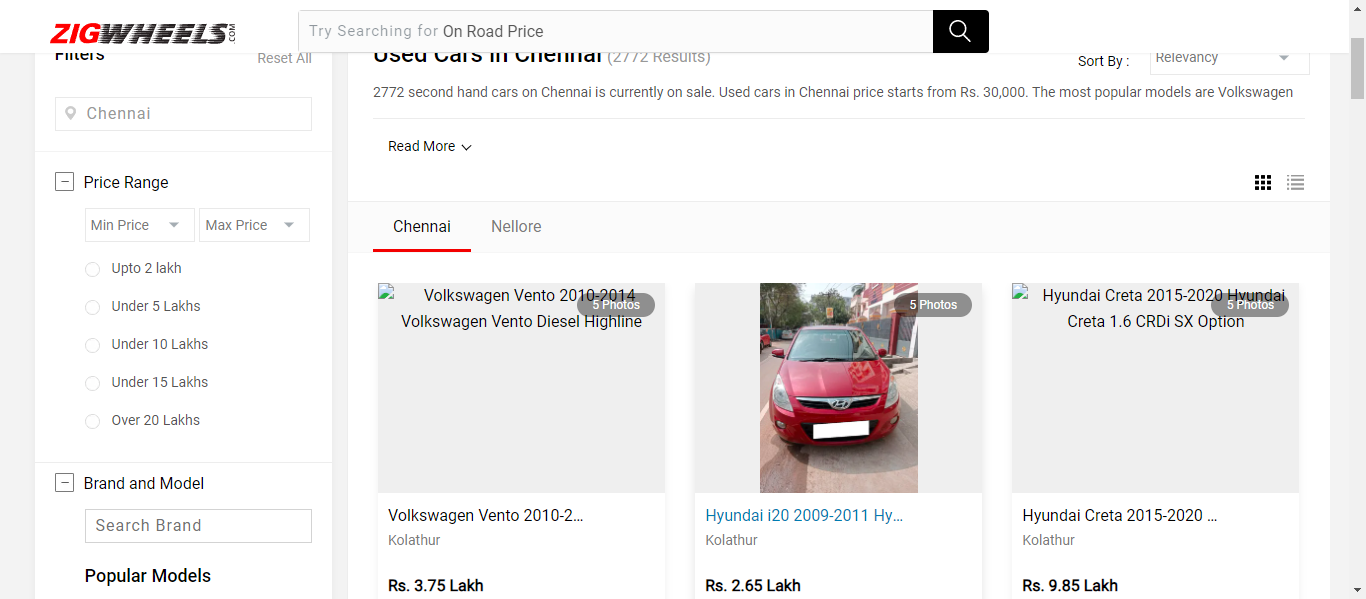 ZIGWHEELS.COM
Try Searching for On Road Price
Filters
Reset All
Chennai
Price Range
Min Price
Max Price
Upto 2 lakh
Under 5 Lakhs
Under 10 Lakhs
Under 15 Lakhs
Over 20 Lakhs
Brand and Model
Search Brand
Popular Models
Used Cars in Chennai (2772 Results)
Sort By :
Relevancy
2772 second hand cars on Chennai is currently on sale. Used cars in Chennai price starts from Rs. 30,000. The most popular models are Volkswagen
Read More
Chennai
Nellore
Volkswagen Vento 2010-2014
Volkswagen Vento Diesel Highline
5 Photos
Volkswagen Vento 2010-2...
Kolathur
Rs. 3.75 Lakh
5 Photos
Hyundai i20 2009-2011 Hy...
Kolathur
Rs. 2.65 Lakh
Hyundai Creta 2015-2020 Hyundai
Creta 1.6 CRDi SX Option
5 Photos
Hyundai Creta 2015-2020 ...
Kolathur
Rs. 9.85 Lakh